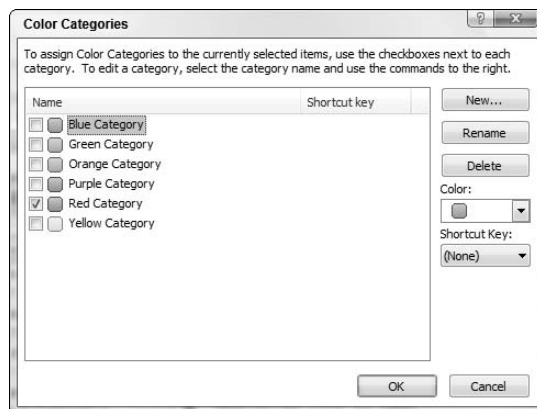 Color Categories
To assign Color Categories to the currently selected items, use the checkboxes next to each
category. To edit a category, select the category name and use the commands to the right.
Name Shortcut key
Blue Category
Green Category
Orange Category
Purple Category
Red Category
Yellow Category
New...
Rename
Delete
Color:
Shortcut Key:
(None)
OK Cancel